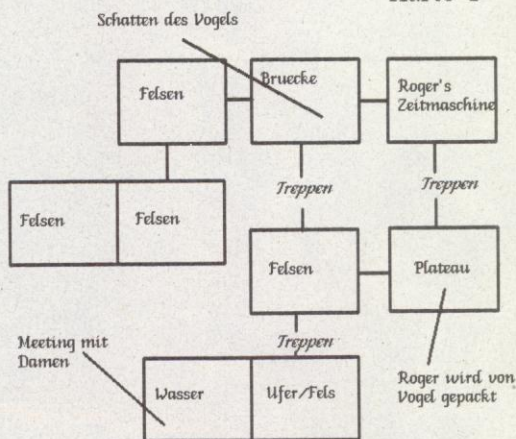 Schatten des Vogels
Felsen
Bruecke
Roger's
Zeitmaschine
Treppen
Treppen
Felsen
Felsen
Felsen
Plateau
Treppen
Meeting mit
Damen
Wasser
Ufer/Fels
Roger wird von
Vogel gepackt